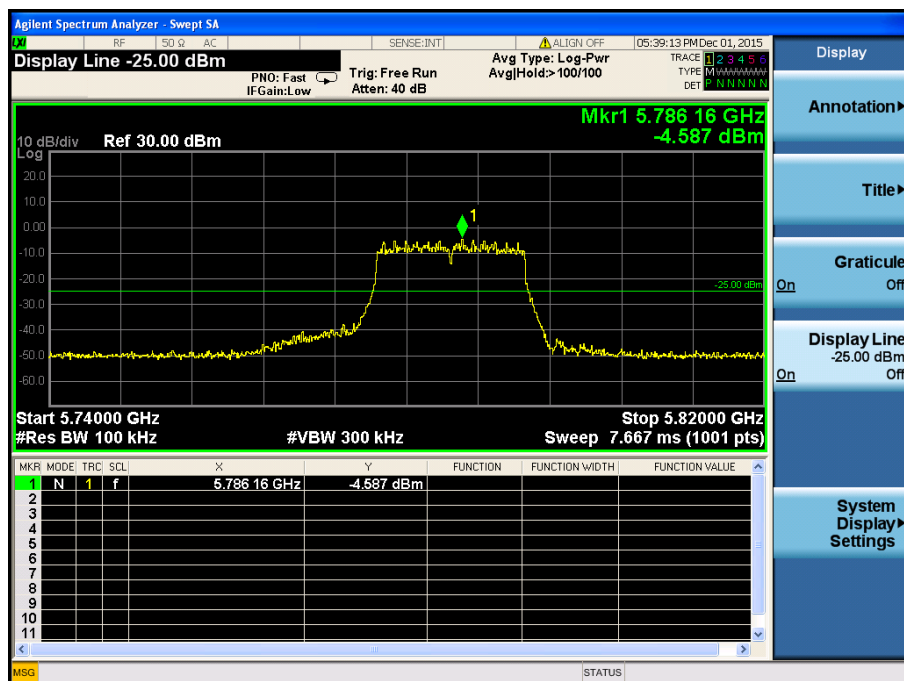 Agilent Spectrum Analyzer - Swept SA
LXI RF 50 Ω AC SENSE:INT ALIGN OFF 05:39:13 PM Dec 01, 2015
Display Line -25.00 dBm
PNO: Fast
IFGain:Low
Trig: Free Run
Atten: 40 dB
Avg Type: Log-Pwr
Avg|Hold:>100/100
TRACE 1 2 3 4 5 6
TYPE M
DET P N N N N N
Mkr1 5.786 16 GHz
-4.587 dBm
10 dB/div
Log
Ref 30.00 dBm
20.0
10.0
0.00
-10.0
-20.0
-30.0
-40.0
-50.0
-60.0
1
-25.00 dBm
Start 5.74000 GHz
Stop 5.82000 GHz
#Res BW 100 kHz
#VBW 300 kHz
Sweep 7.667 ms (1001 pts)
MKR MODE TRC SCL X Y FUNCTION FUNCTION WIDTH FUNCTION VALUE
1 N 1 f 5.786 16 GHz -4.587 dBm
2
3
4
5
6
7
8
9
10
11
MSG
STATUS
Display
Annotation
Title
Graticule
On Off
Display Line
-25.00 dBm
On Off
System
Display
Settings